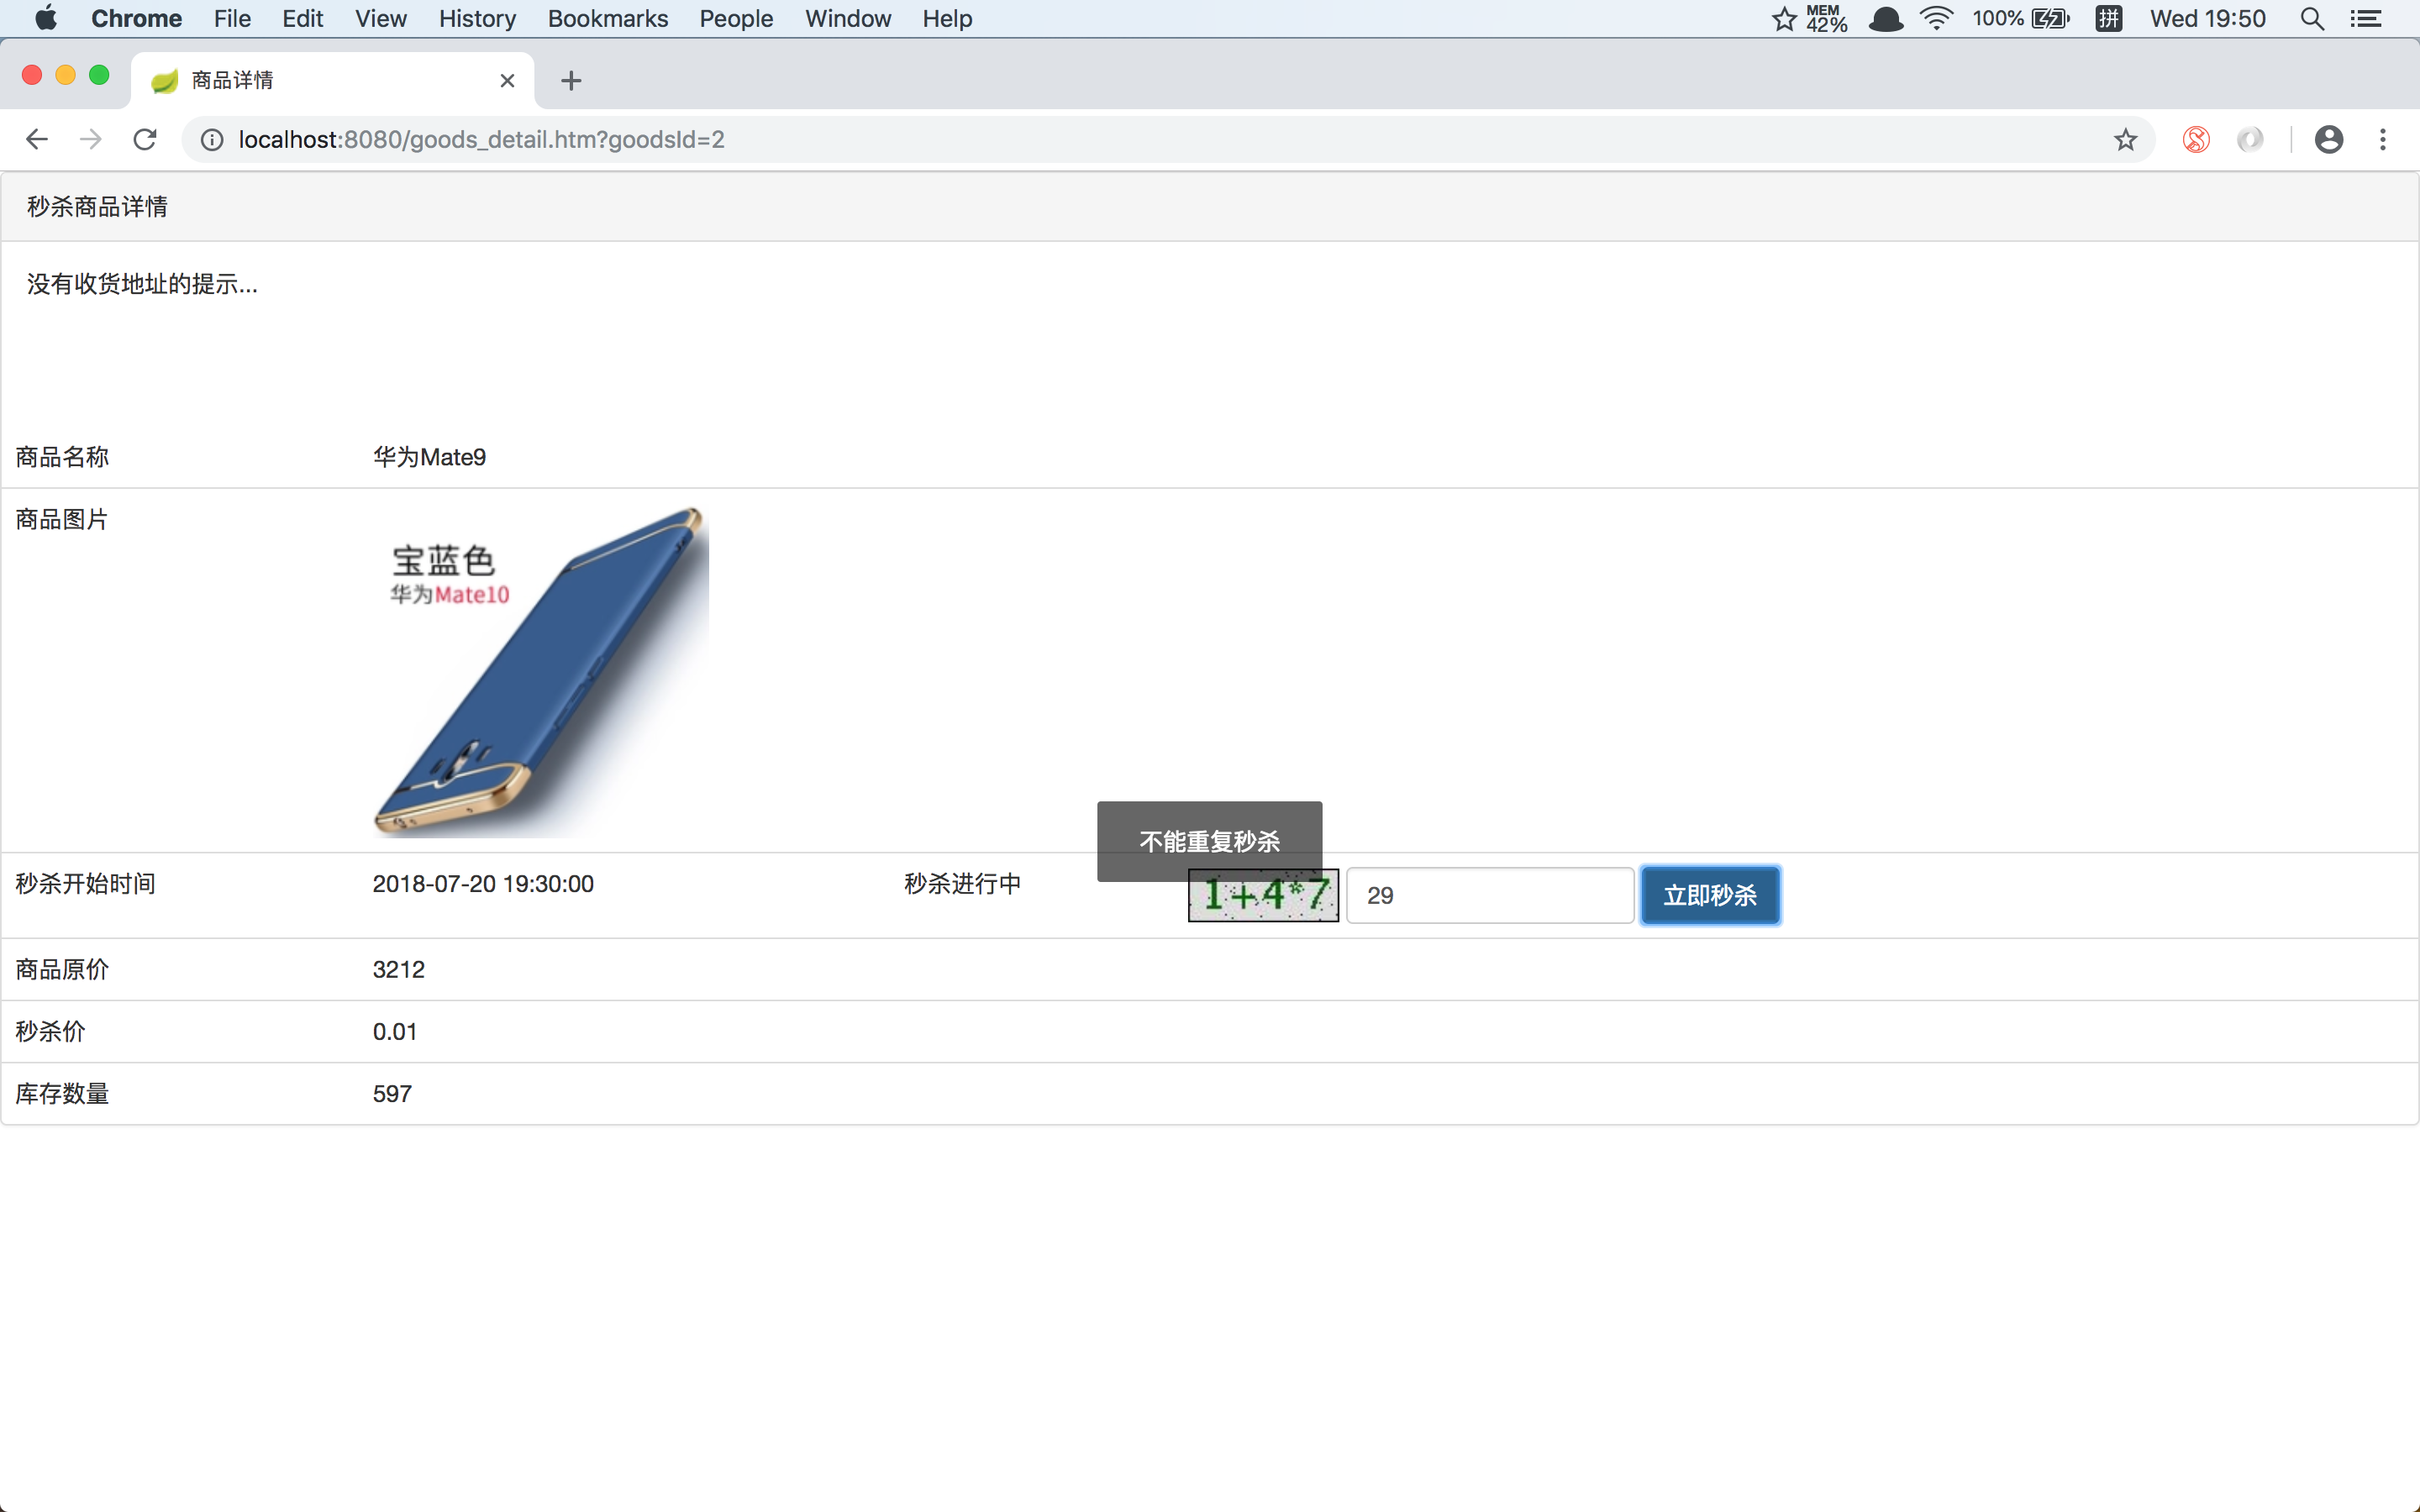 Chrome File Edit View History Bookmarks People Window Help MEM 42% 100% 拼 Wed 19:50
商品详情
localhost:8080/goods_detail.htm?goodsId=2
秒杀商品详情
没有收货地址的提示...
商品名称 华为Mate9
商品图片
宝蓝色
华为Mate10
不能重复秒杀
秒杀开始时间 2018-07-20 19:30:00 秒杀进行中 1+4*7 29 立即秒杀
商品原价 3212
秒杀价 0.01
库存数量 597